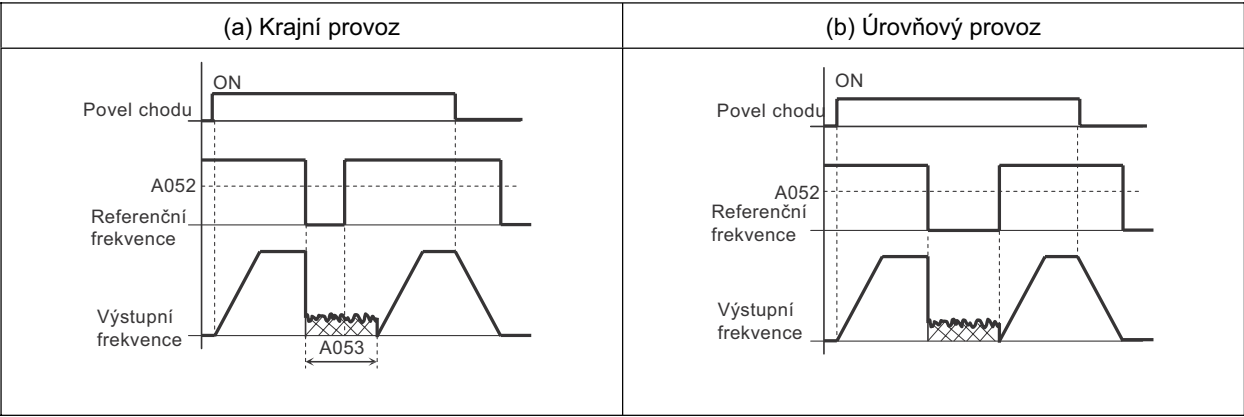 (a) Krajní provoz
(b) Úrovňový provoz
ON
Povel chodu
A052
Referenční
frekvence
Výstupní
frekvence
A053
ON
Povel chodu
A052
Referenční
frekvence
Výstupní
frekvence